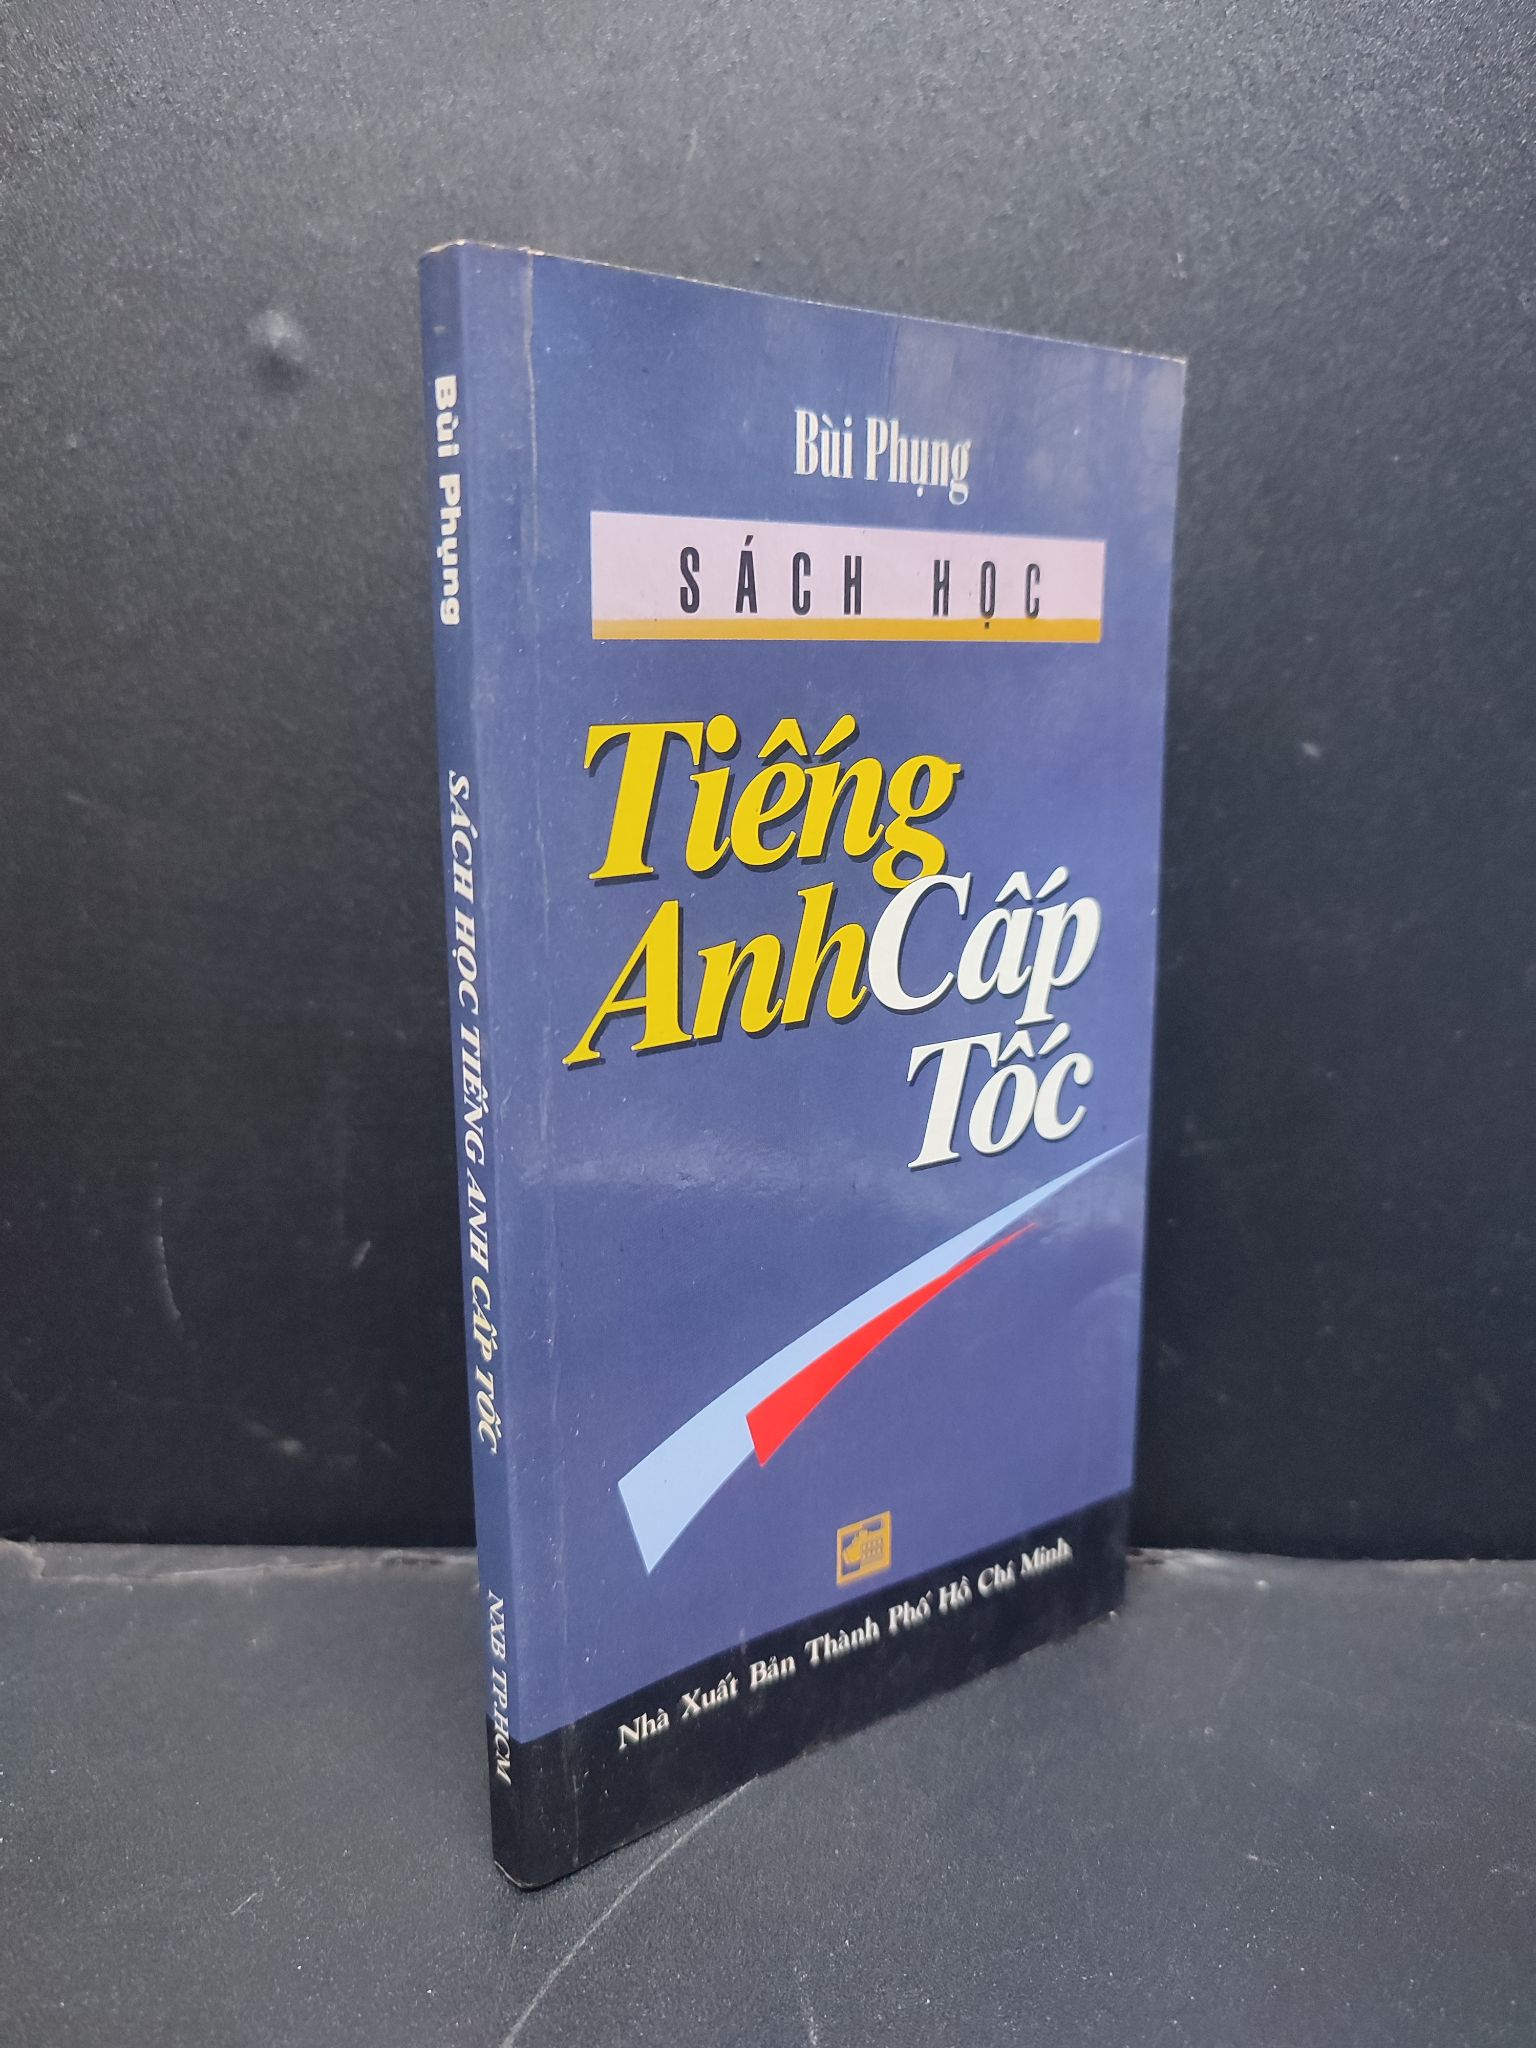 Bùi Phụng
SÁCH HỌC
Tiếng
Anh Cấp
Tốc
Nhà Xuất Bản Thành Phố Hồ Chí Minh
Bùi Phụng
SÁCH HỌC TIẾNG ANH CẤP TỐC
NXB TP.HCM